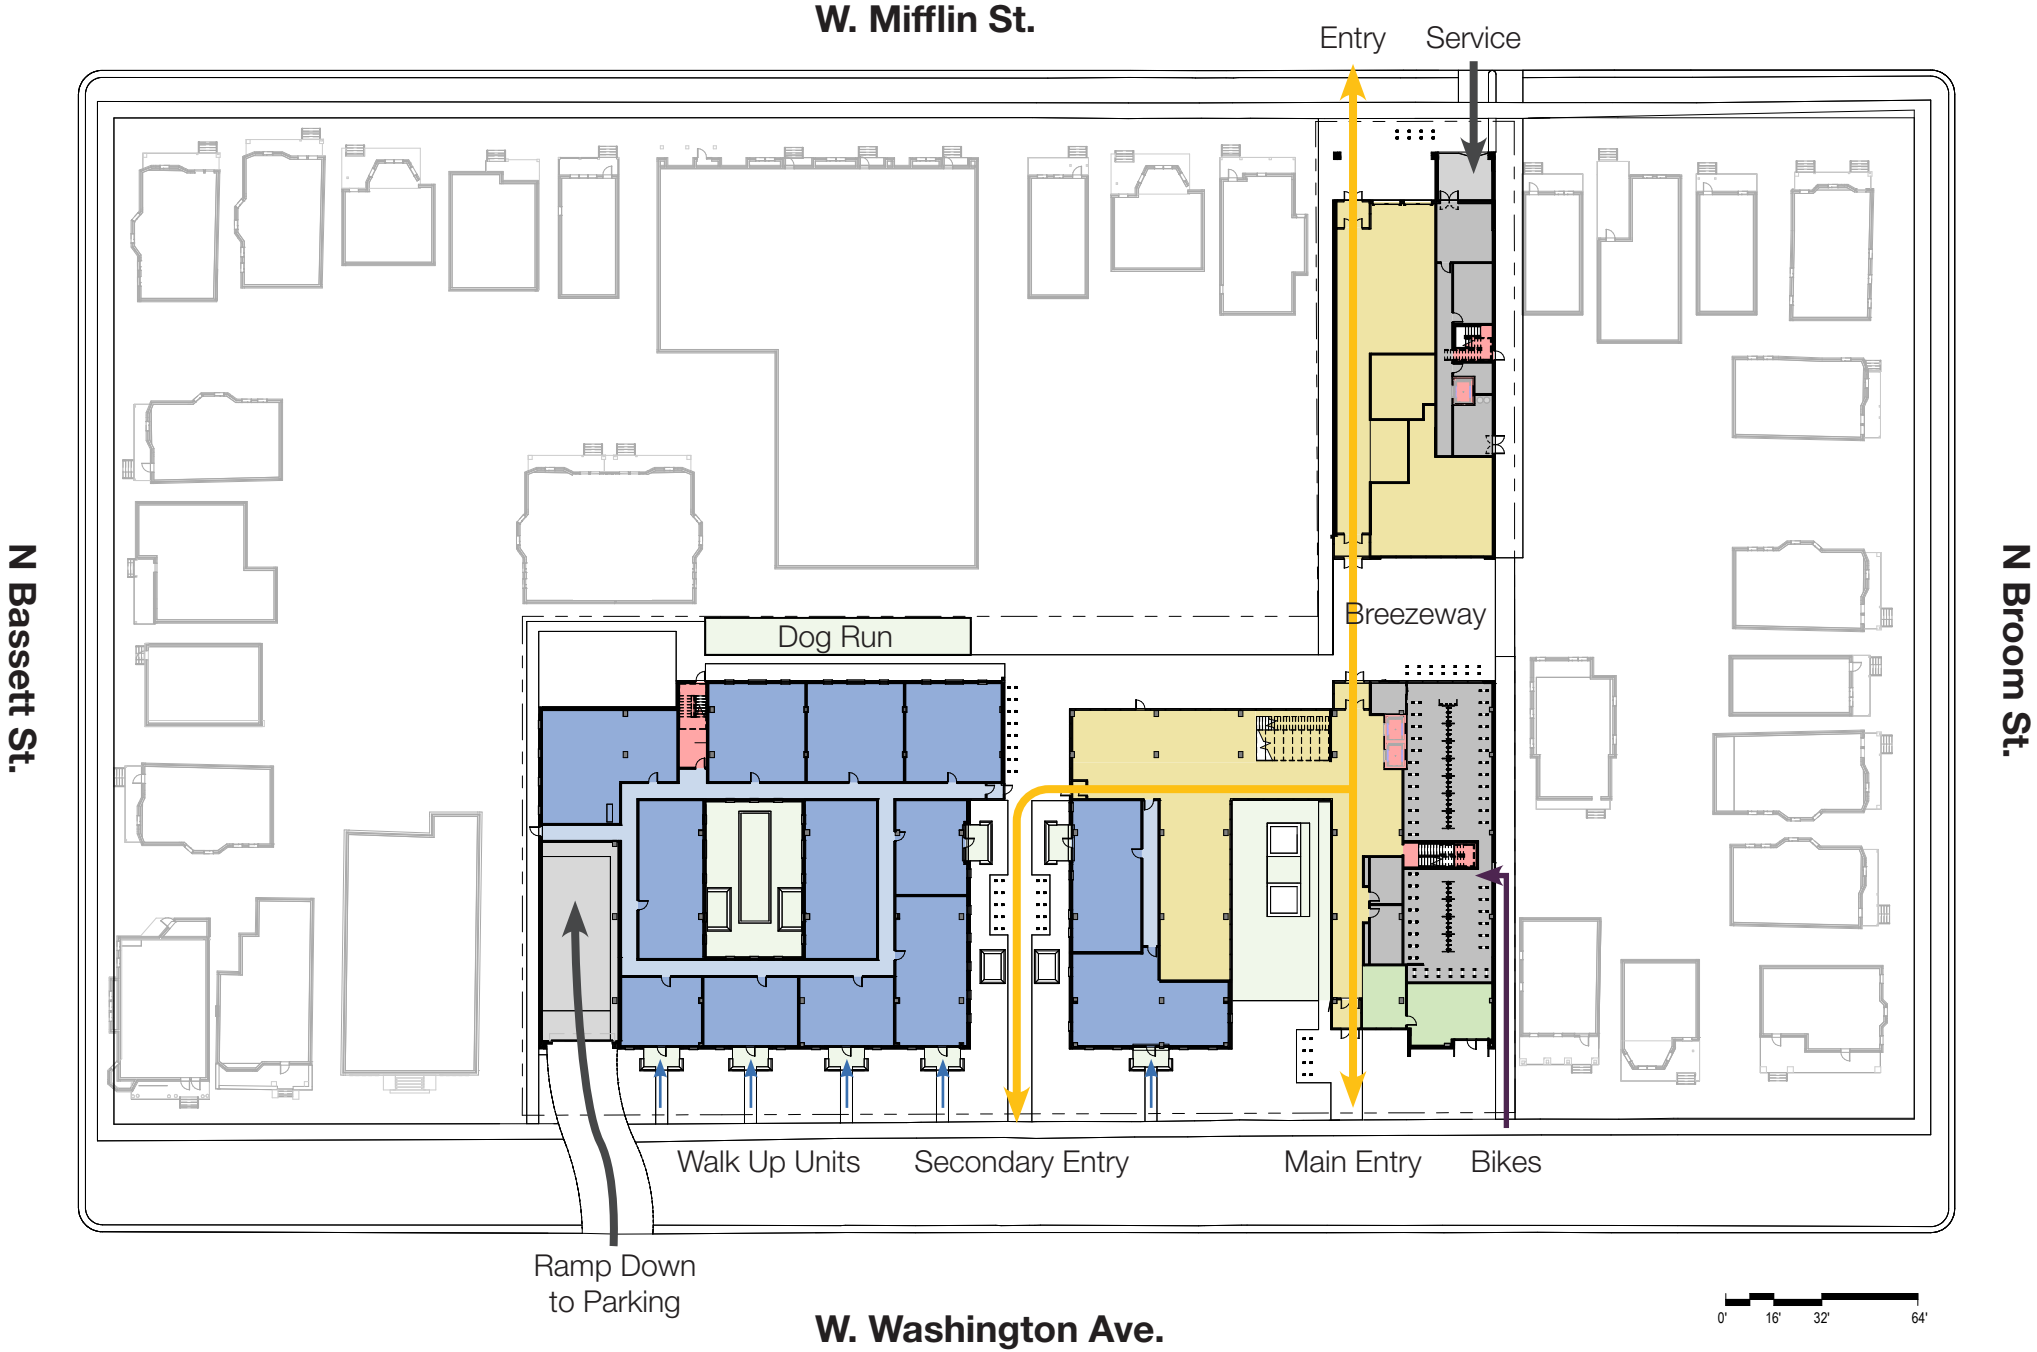 W. Mifflin St.
Entry
Service
N Bassett St.
N Broom St.
Breezeway
Dog Run
Walk Up Units
Secondary Entry
Main Entry
Bikes
Ramp Down
to Parking
W. Washington Ave.
0' 16' 32' 64'